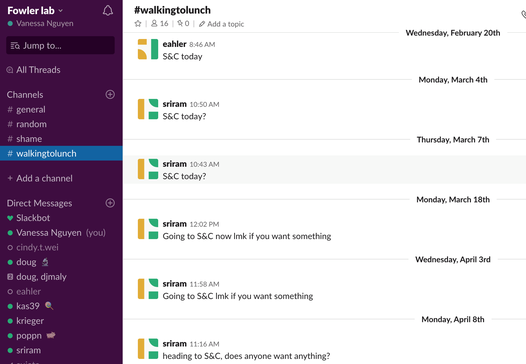 Fowler lab
Vanessa Nguyen
Jump to...
All Threads
Channels
# general
# random
# shame
# walkingtolunch
+ Add a channel
Direct Messages
Slackbot
Vanessa Nguyen (you)
cindy.t.wei
doug
2 doug, djmaly
eahler
kas39
krieger
poppn
sriram
#walkingtolunch
16 | 0 | Add a topic
Wednesday, February 20th
eahler 8:46 AM
S&C today
Monday, March 4th
sriram 10:50 AM
S&C today?
Thursday, March 7th
sriram 10:43 AM
S&C today?
Monday, March 18th
sriram 12:02 PM
Going to S&C now lmk if you want something
Wednesday, April 3rd
sriram 11:58 AM
Going to S&C lmk if you want something
Monday, April 8th
sriram 11:16 AM
heading to S&C, does anyone want anything?